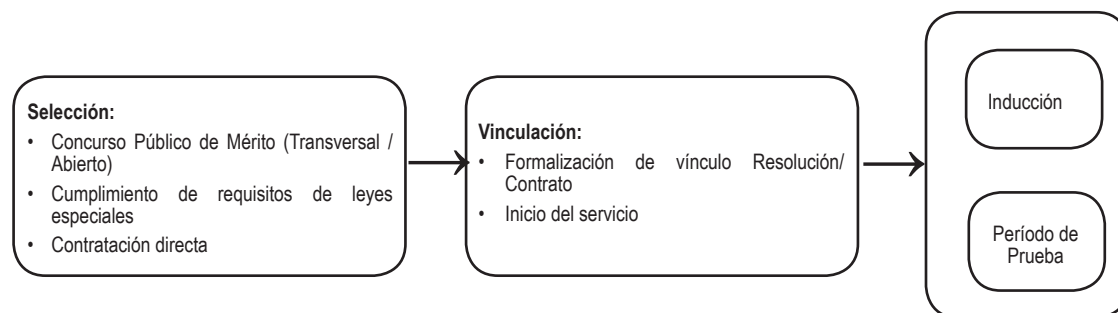 Selección:
• Concurso Público de Mérito (Transversal /
Abierto)
• Cumplimiento de requisitos de leyes
especiales
• Contratación directa
Vinculación:
• Formalización de vínculo Resolución/
Contrato
• Inicio del servicio
Inducción
Período de
Prueba